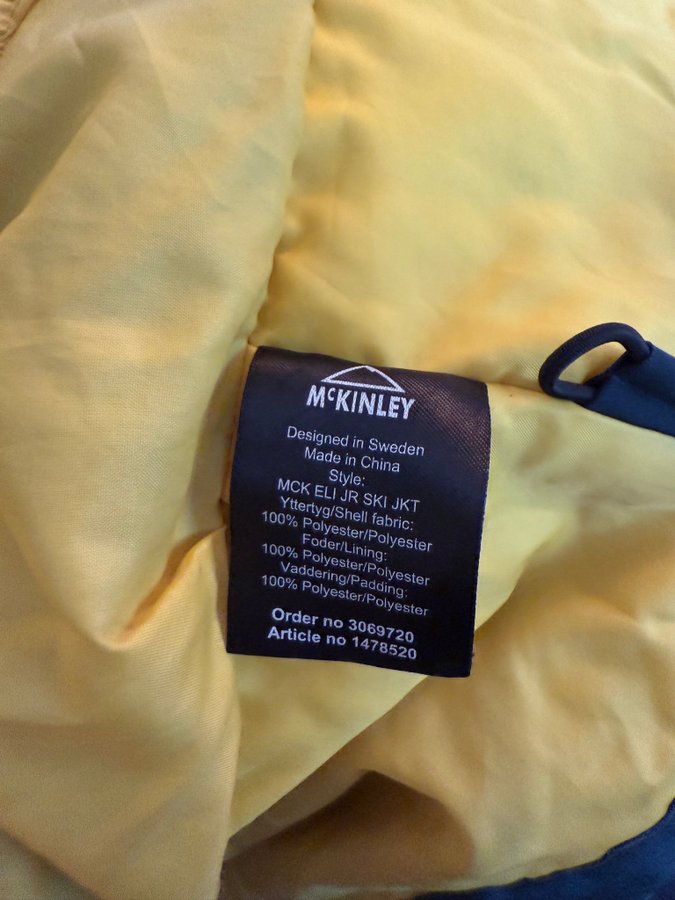 McKINLEY
Designed in Sweden
Made in China
Style:
MCK ELI JR SKI JKT
Yttertyg/Shell fabric:
100% Polyester/Polyester
Foder/Lining:
100% Polyester/Polyester
Vaddering/Padding:
100% Polyester/Polyester
Order no 3069720
Article no 1478520